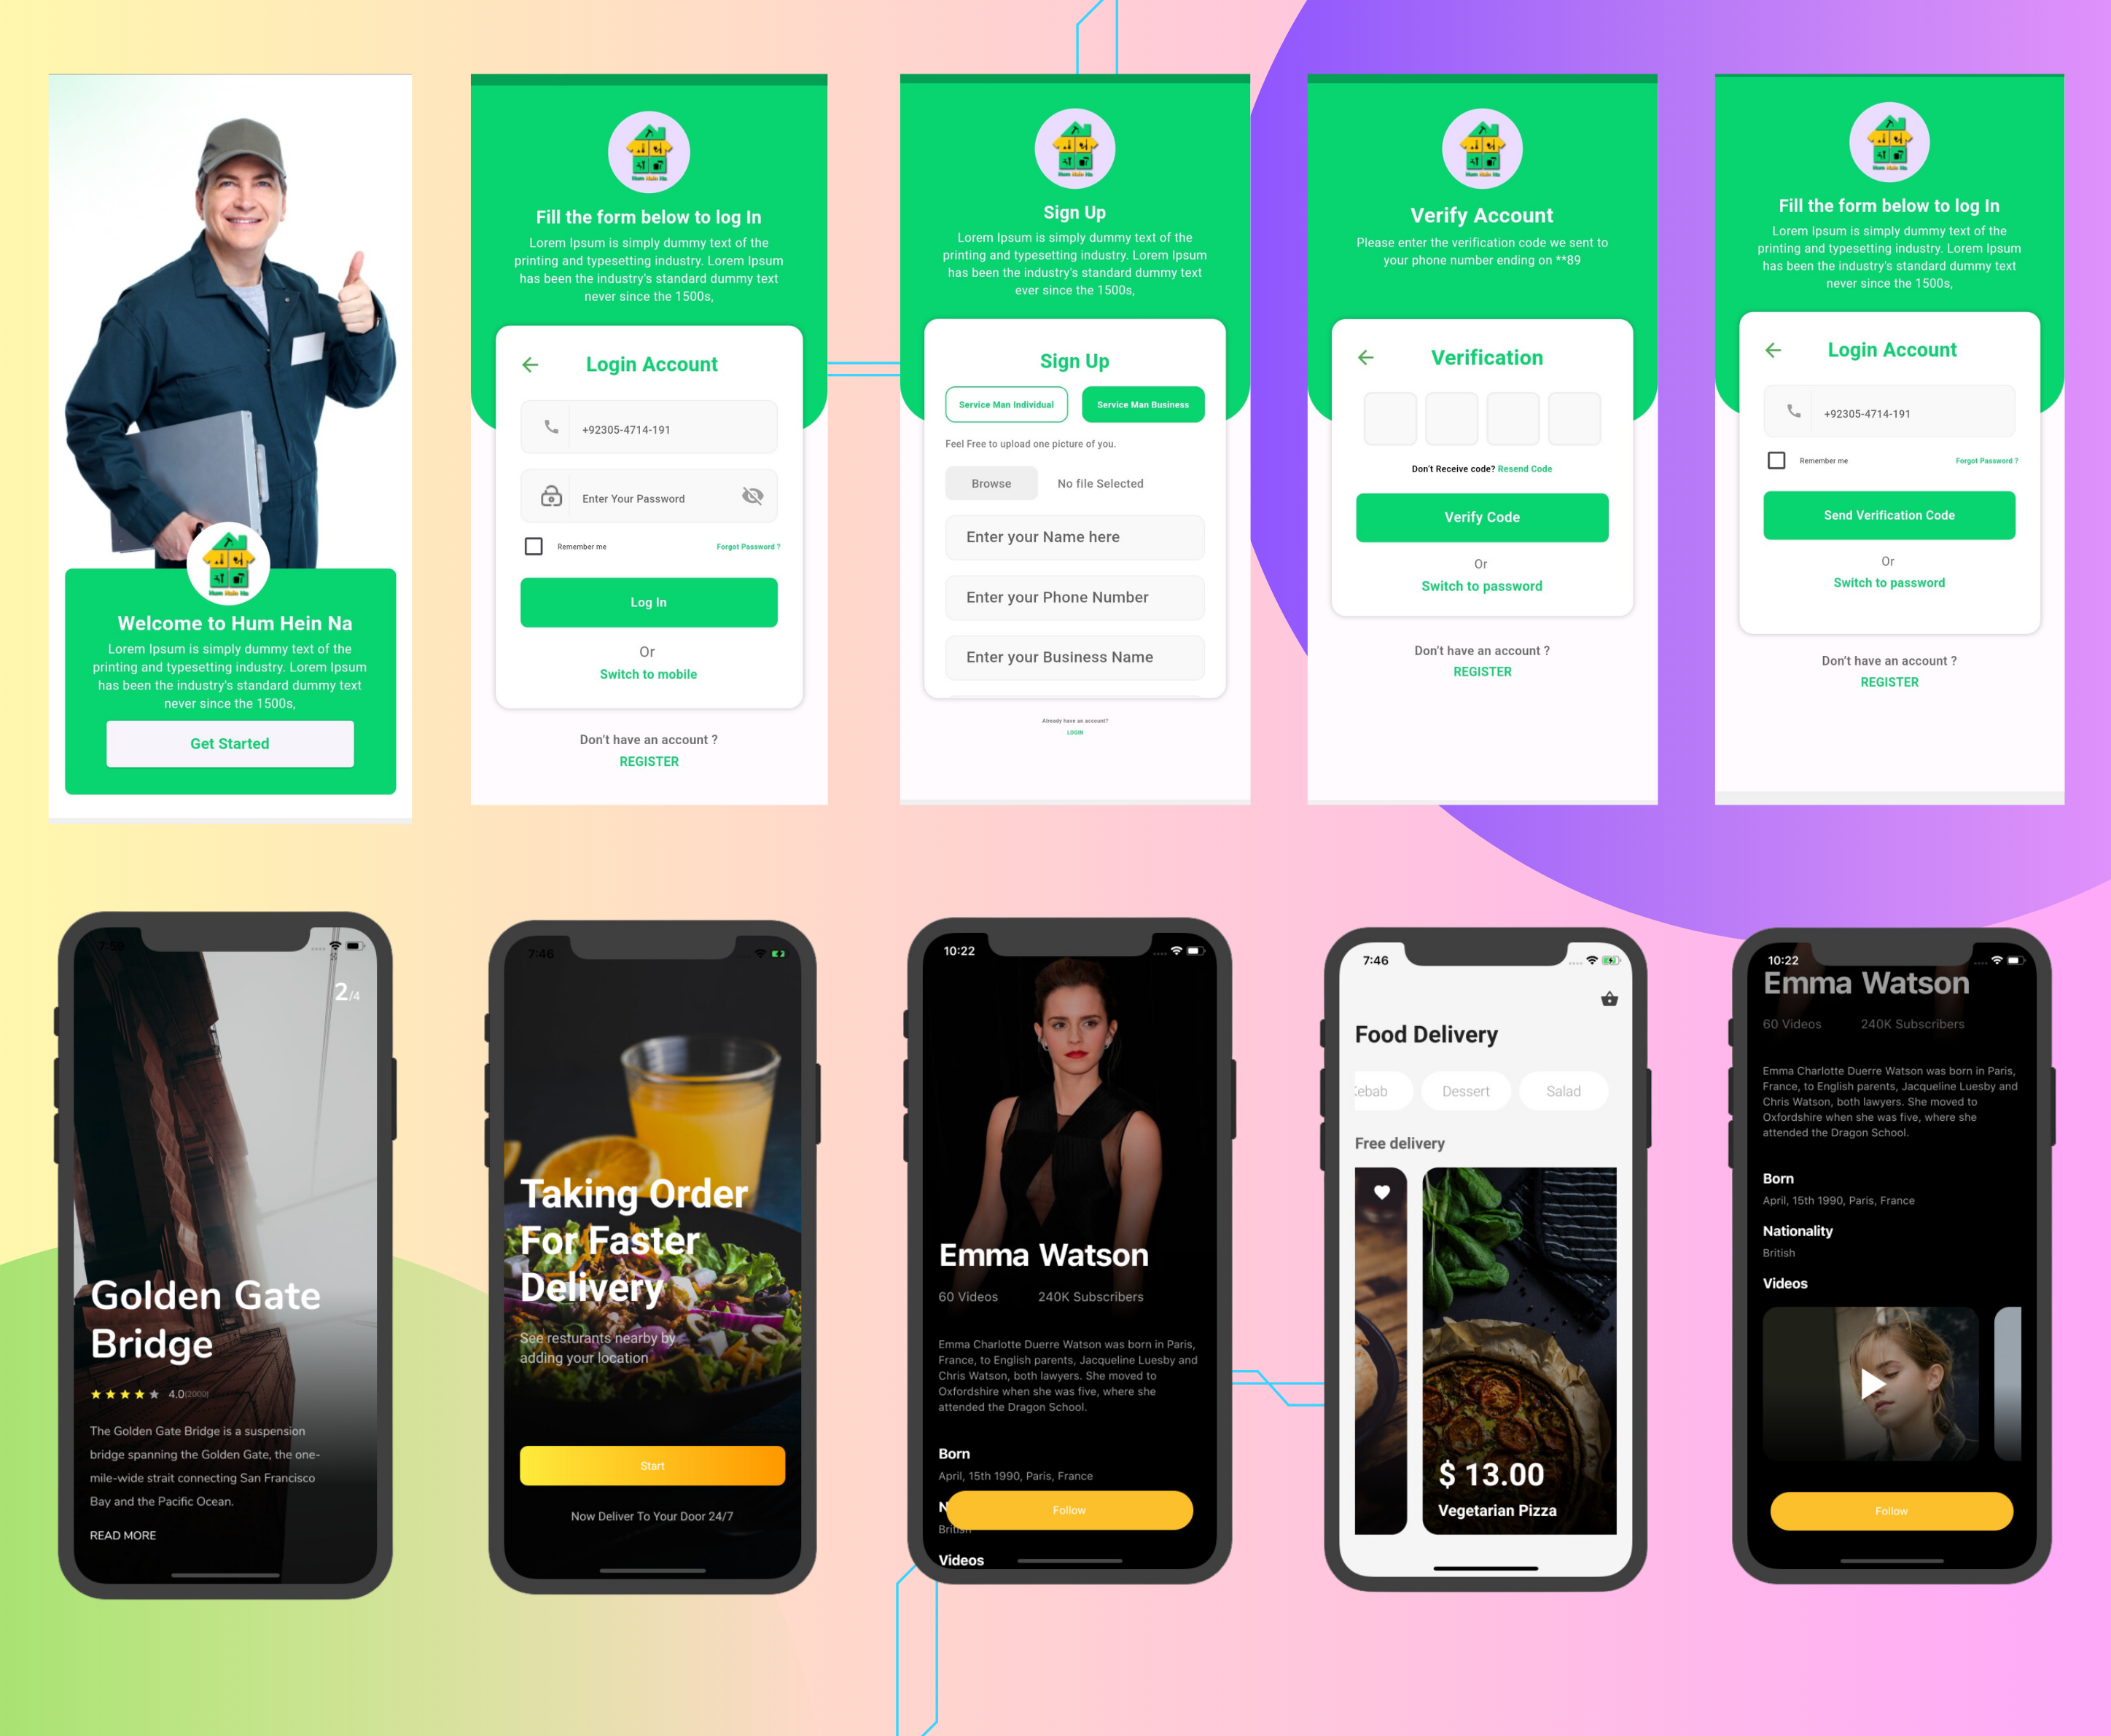 Hum Hein Na
Welcome to Hum Hein Na
Lorem Ipsum is simply dummy text of the
printing and typesetting industry. Lorem Ipsum
has been the industry's standard dummy text
never since the 1500s,
Get Started
Hum Hein Na
Fill the form below to log In
Lorem Ipsum is simply dummy text of the
printing and typesetting industry. Lorem Ipsum
has been the industry's standard dummy text
never since the 1500s,
Login Account
+92305-4714-191
Enter Your Password
Remember me
Forgot Password ?
Log In
Or
Switch to mobile
Don't have an account ?
REGISTER
Hum Hein Na
Sign Up
Lorem Ipsum is simply dummy text of the
printing and typesetting industry. Lorem Ipsum
has been the industry's standard dummy text
ever since the 1500s,
Sign Up
Service Man Individual
Service Man Business
Feel Free to upload one picture of you.
Browse
No file Selected
Enter your Name here
Enter your Phone Number
Enter your Business Name
Already have an account?
LOGIN
Hum Hein Na
Verify Account
Please enter the verification code we sent to
your phone number ending on **89
Verification
Don't Receive code? Resend Code
Verify Code
Or
Switch to password
Don't have an account ?
REGISTER
Hum Hein Na
Fill the form below to log In
Lorem Ipsum is simply dummy text of the
printing and typesetting industry. Lorem Ipsum
has been the industry's standard dummy text
never since the 1500s,
Login Account
+92305-4714-191
Remember me
Forgot Password ?
Send Verification Code
Or
Switch to password
Don't have an account ?
REGISTER
7:59
2/4
Golden Gate
Bridge
4.0(2000)
The Golden Gate Bridge is a suspension
bridge spanning the Golden Gate, the one-
mile-wide strait connecting San Francisco
Bay and the Pacific Ocean.
READ MORE
7:46
Taking Order
For Faster
Delivery
See resturants nearby by
adding your location
Start
Now Deliver To Your Door 24/7
10:22
Emma Watson
60 Videos
240K Subscribers
Emma Charlotte Duerre Watson was born in Paris,
France, to English parents, Jacqueline Luesby and
Chris Watson, both lawyers. She moved to
Oxfordshire when she was five, where she
attended the Dragon School.
Born
April, 15th 1990, Paris, France
N
Follow
British
Videos
7:46
Food Delivery
Kebab
Dessert
Salad
Free delivery
$ 13.00
Vegetarian Pizza
10:22
Emma Watson
60 Videos
240K Subscribers
Emma Charlotte Duerre Watson was born in Paris,
France, to English parents, Jacqueline Luesby and
Chris Watson, both lawyers. She moved to
Oxfordshire when she was five, where she
attended the Dragon School.
Born
April, 15th 1990, Paris, France
Nationality
British
Videos
Follow